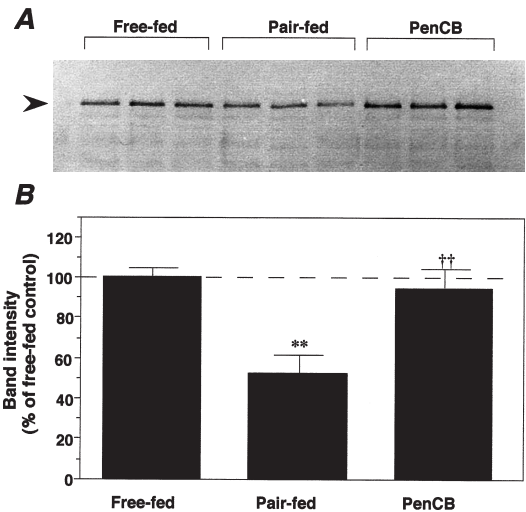 A
Free-fed Pair-fed PenCB
B
Band intensity
(% of free-fed control)
120
100
80
60
40
20
0
**
††
Free-fed Pair-fed PenCB